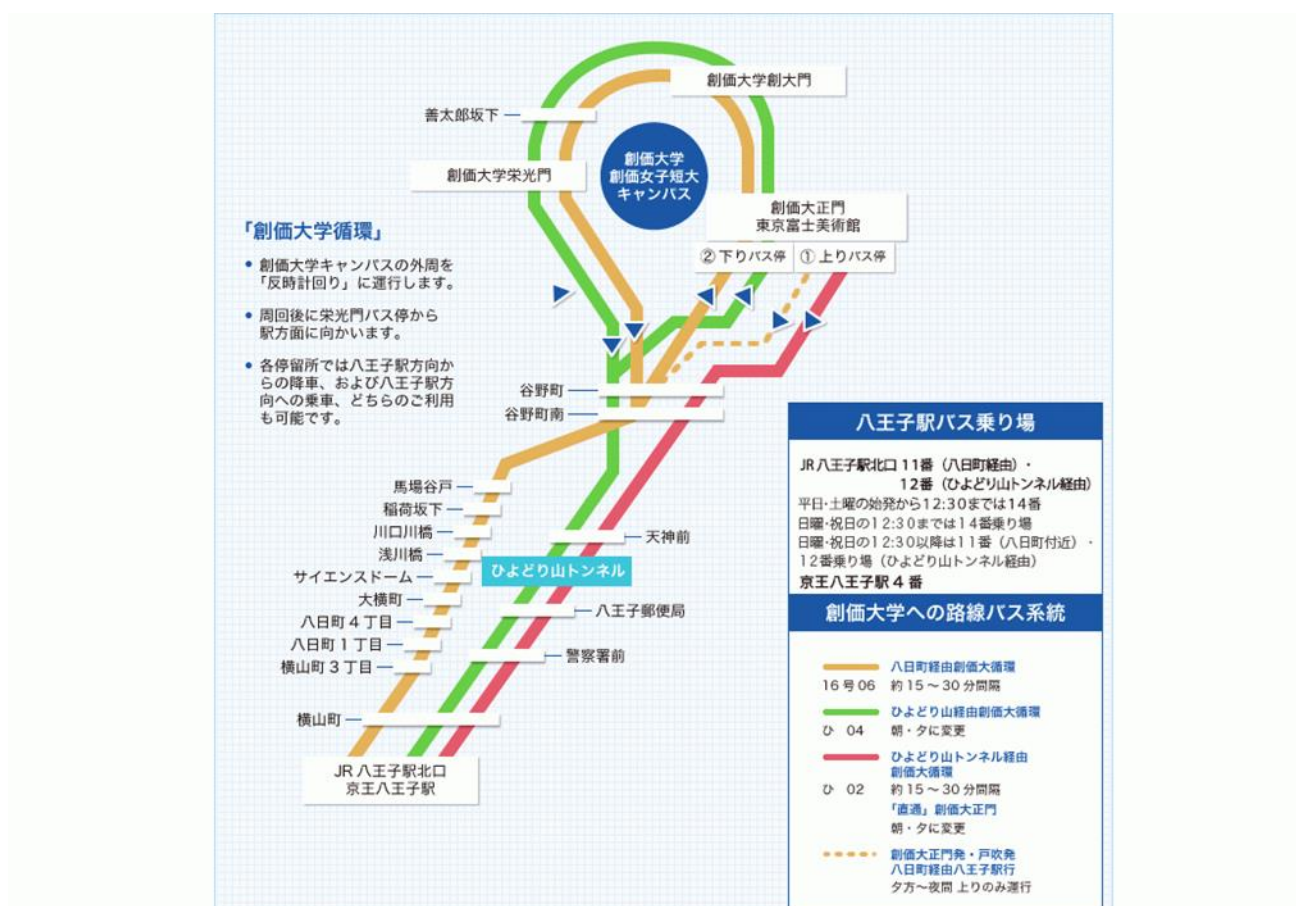 創価大学創大門
善太郎坂下
創価大学
創価女子短大
キャンパス
創価大学栄光門
創価大正門
東京富士美術館
② 下りバス停
① 上りバス停
「創価大学循環」
• 創価大学キャンパスの外周を
「反時計回り」に運行します。
• 周回後に栄光門バス停から
駅方面に向かいます。
• 各停留所では八王子駅方向か
らの降車、および八王子駅方
向への乗車、どちらのご利用
も可能です。
谷野町
谷野町南
馬場谷戸
稲荷坂下
川口川橋
浅川橋
サイエンスドーム
大横町
八日町4丁目
八日町1丁目
横山町3丁目
横山町
天神前
ひよどり山トンネル
八王子郵便局
警察署前
JR 八王子駅北口
京王八王子駅
八王子駅バス乗り場
JR 八王子駅北口 11番（八日町経由）・
12番（ひよどり山トンネル経由）
平日・土曜の始発から12:30までは14番
日曜・祝日の12:30までは14番乗り場
日曜・祝日の12:30以降は11番（八日町付近）・
12番乗り場（ひよどり山トンネル経由）
京王八王子駅 4 番
創価大学への路線バス系統
八日町経由創価大循環
16号06 約15～30分間隔
ひよどり山経由創価大循環
ひ 04 朝・夕に変更
ひよどり山トンネル経由
創価大循環
ひ 02 約15～30分間隔
「直通」創価大正門
朝・夕に変更
創価大正門発・戸吹発
八日町経由八王子駅行
夕方～夜間 上りのみ運行